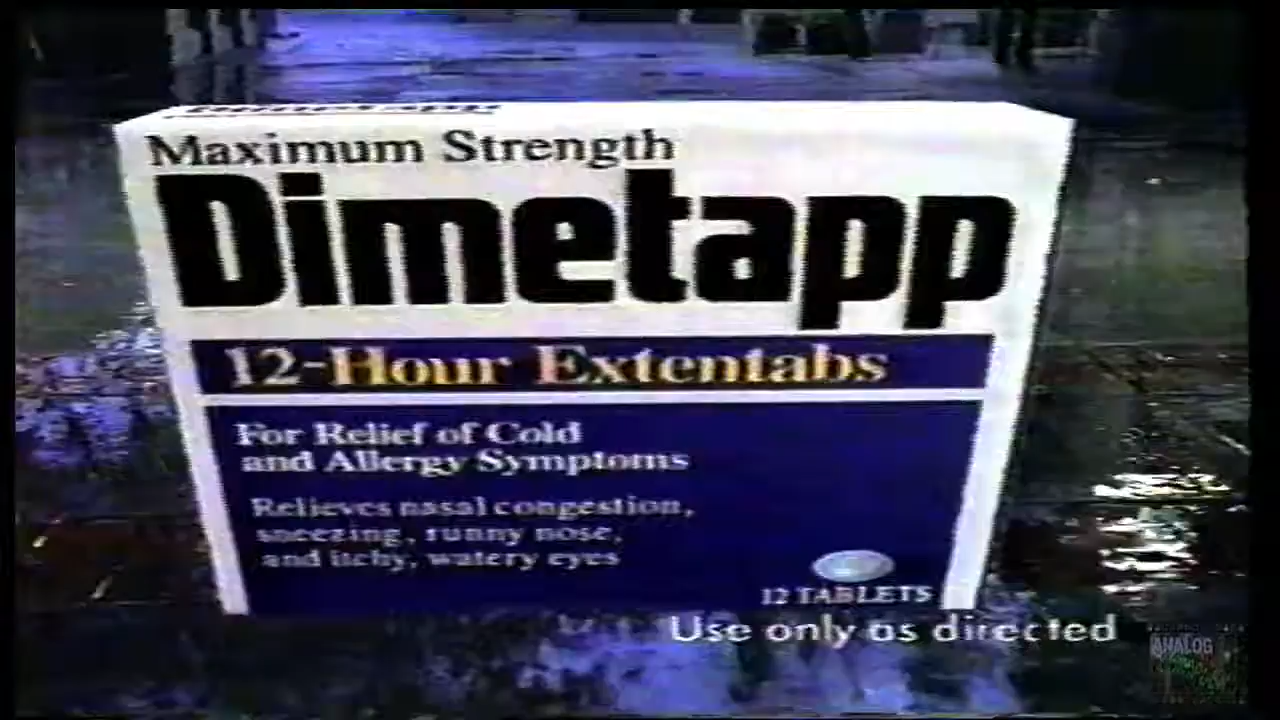 Maximum Strength
Dimetapp
12-Hour Extentabs
For Relief of Cold
and Allergy Symptoms
Relieves nasal congestion,
sneezing, runny nose,
and itchy, watery eyes
12 TABLETS
Use only as directed
ANALOG